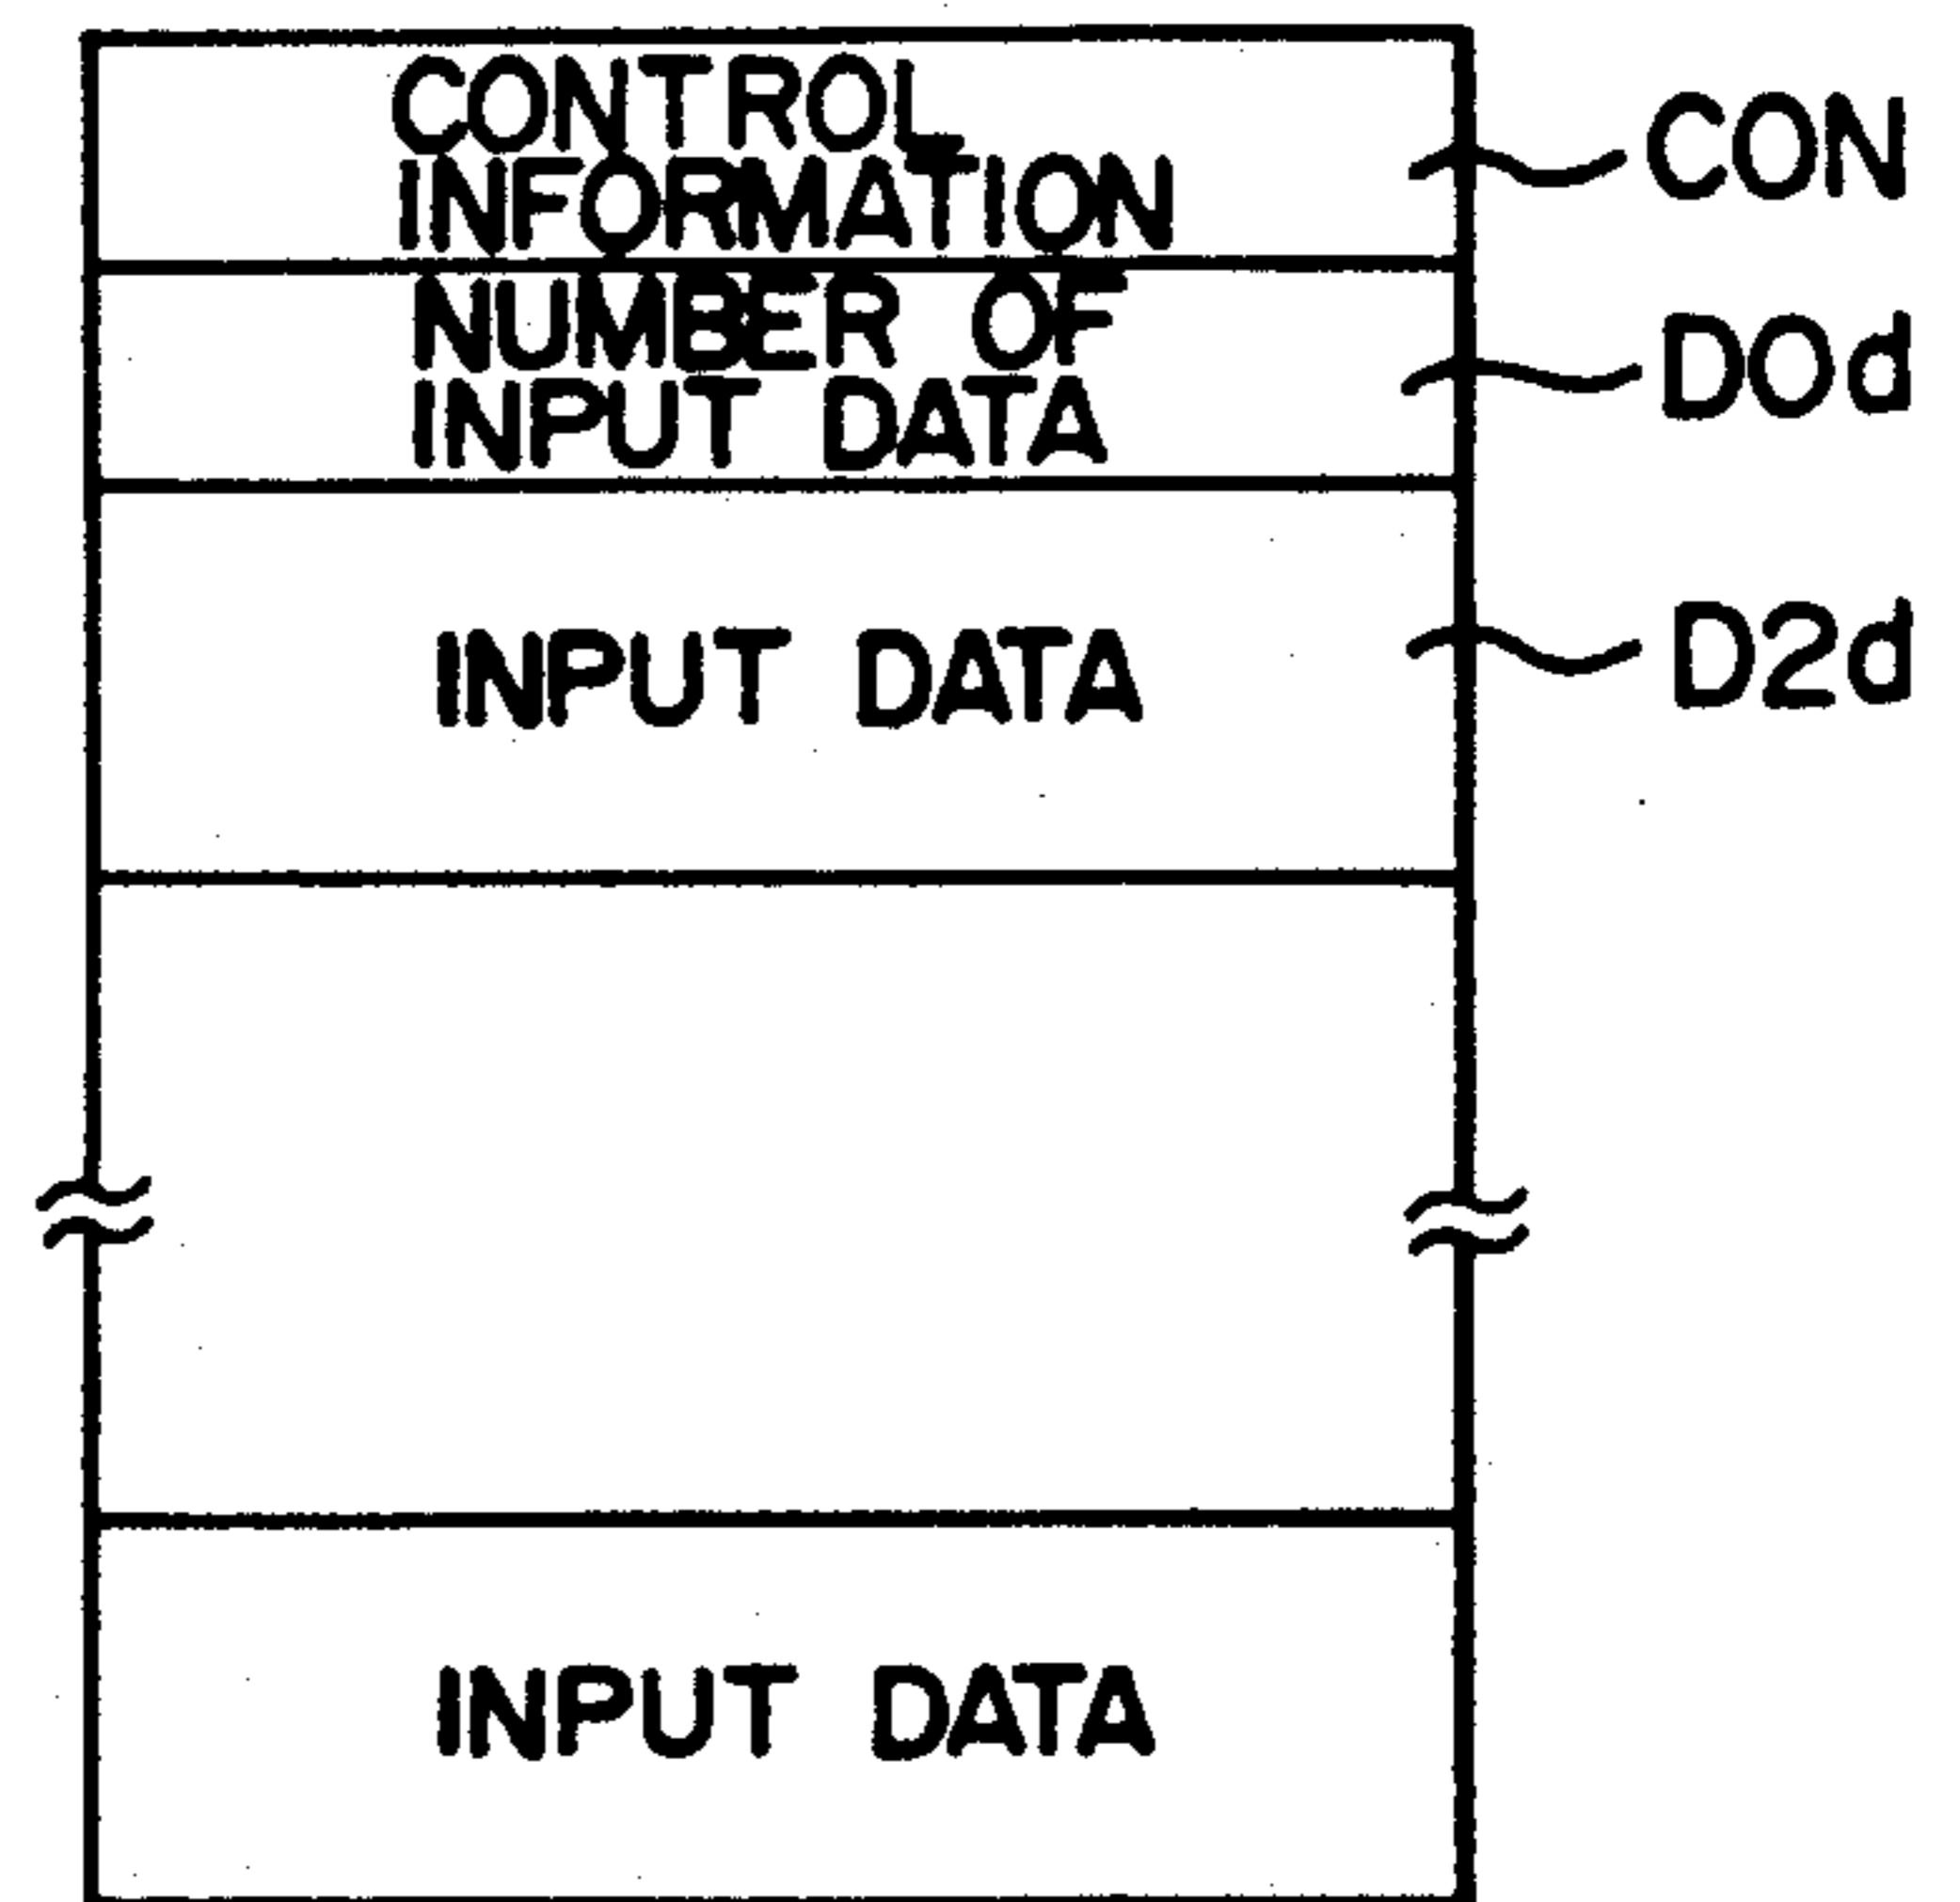 CONTROL
INFORMATION
CON
NUMBER OF
INPUT DATA
D0d
INPUT DATA
D2d
INPUT DATA